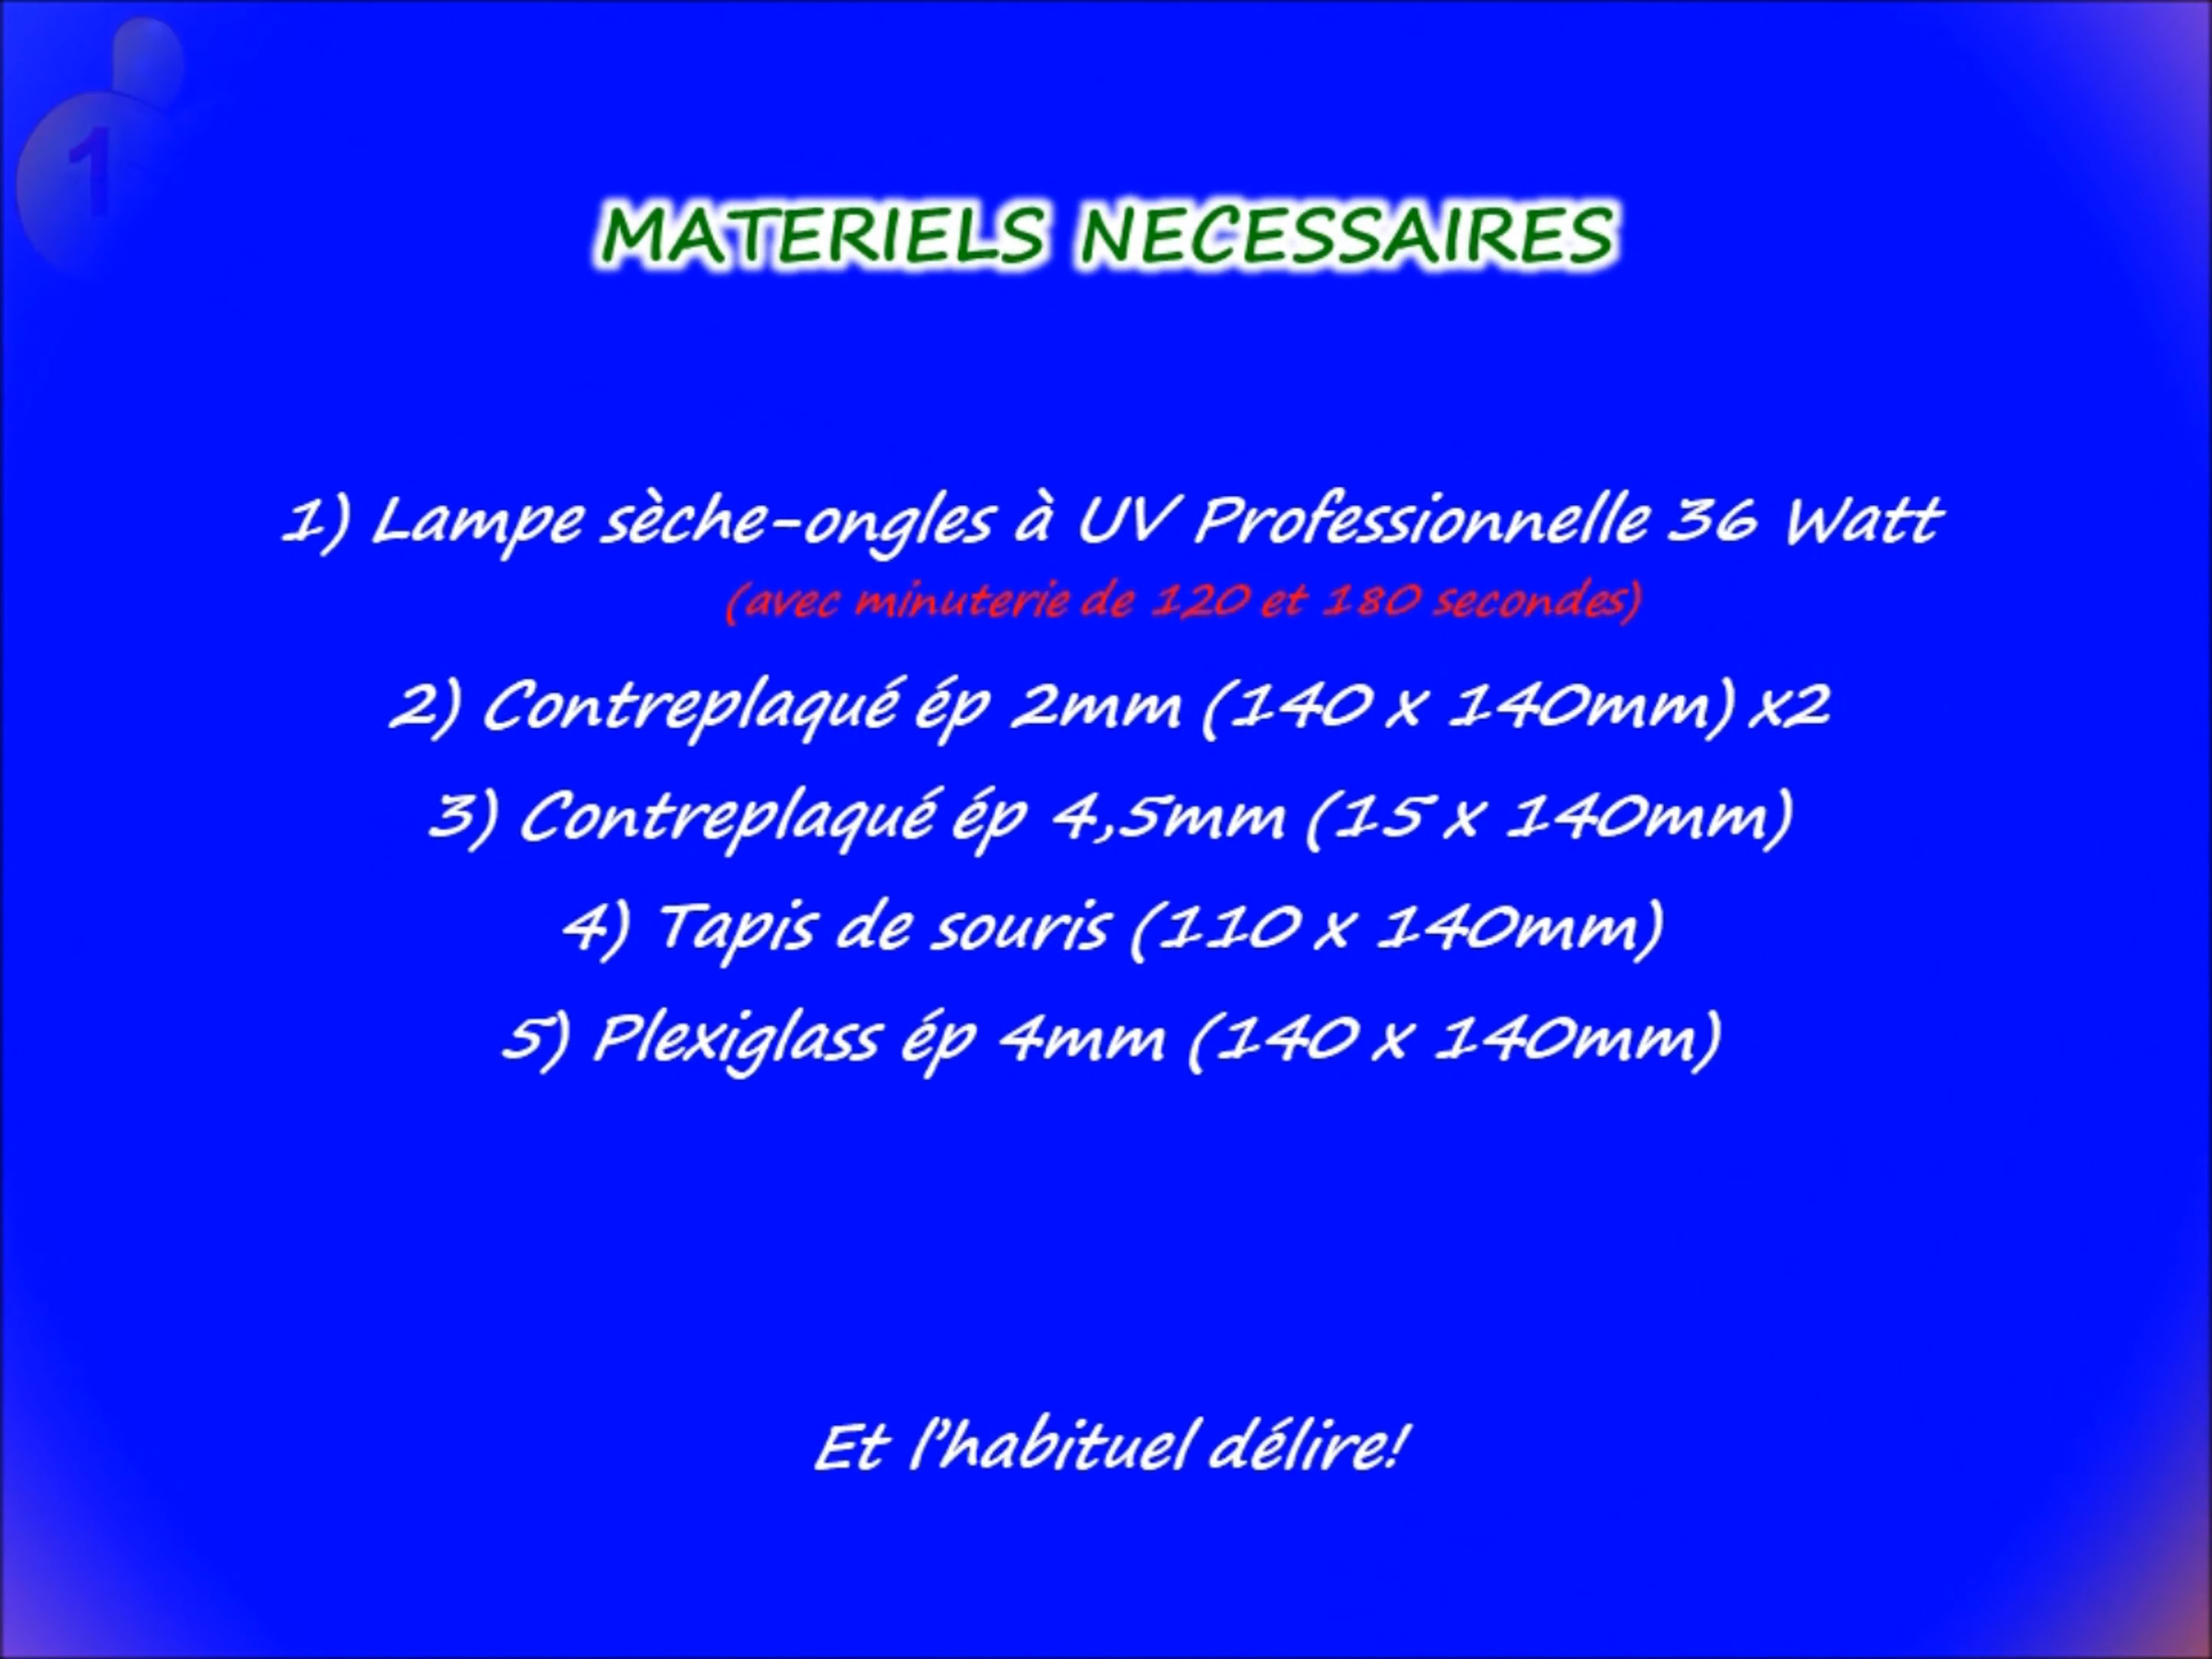 1
MATERIELS NECESSAIRES
1) Lampe sèche-ongles à UV Professionnelle 36 Watt
(avec minuterie de 120 et 180 secondes)
2) Contreplaqué ép 2mm (140 x 140mm) x2
3) Contreplaqué ép 4,5mm (15 x 140mm)
4) Tapis de souris (110 x 140mm)
5) Plexiglass ép 4mm (140 x 140mm)
Et l'habituel délire!